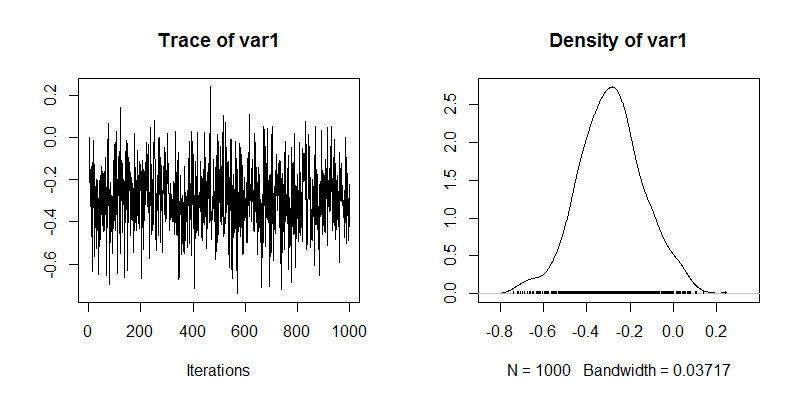 Trace of var1
0.2
0.0
-0.2
-0.4
-0.6
0 200 400 600 800 1000
Iterations
Density of var1
2.5
2.0
1.5
1.0
0.5
0.0
-0.8 -0.6 -0.4 -0.2 0.0 0.2
N = 1000 Bandwidth = 0.03717